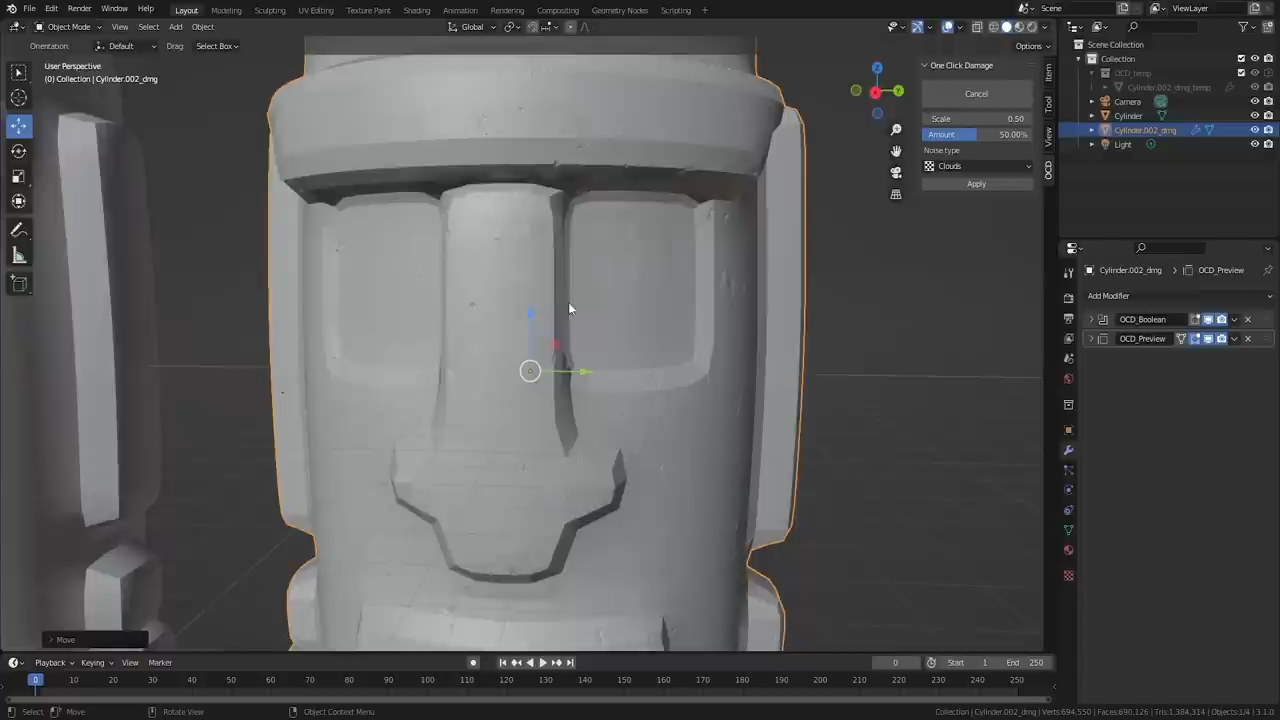 File Edit Render Window Help Layout Modeling Sculpting UV Editing Texture Paint Shading Animation Rendering Compositing Geometry Nodes Scripting + Scene ViewLayer
Object Mode View Select Add Object Global
Orientation: Default Drag: Select Box Options
User Perspective
(0) Collection | Cylinder.002_dmg
Z
Y
X
One Click Damage
Cancel
Scale 0.50
Amount 50.00%
Noise type
Clouds
Apply
Item
Tool
View
OCD
Scene Collection
Collection
OCD_temp
Cylinder.002_dmg_temp
Camera
Cylinder
Cylinder.002_dmg
Light
Cylinder.002_dmg OCD_Preview
Add Modifier
OCD_Boolean
OCD_Preview
Move
Playback Keying View Marker 0 Start 1 End 250
0 10 20 30 40 50 60 70 80 90 100 110 120 130 140 150 160 170 180 190 200 210 220 230 240 250
Select Move Rotate View Object Context Menu Collection | Cylinder.002_dmg | Verts:694,550 | Faces:690,126 | Tris:1,384,314 | Objects:1/4 | 3.1.0